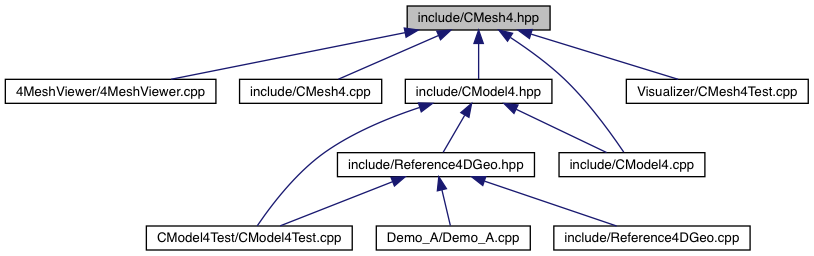 include/CMesh4.hpp
4MeshViewer/4MeshViewer.cpp
include/CMesh4.cpp
include/CModel4.hpp
Visualizer/CMesh4Test.cpp
include/Reference4DGeo.hpp
include/CModel4.cpp
CModel4Test/CModel4Test.cpp
Demo_A/Demo_A.cpp
include/Reference4DGeo.cpp